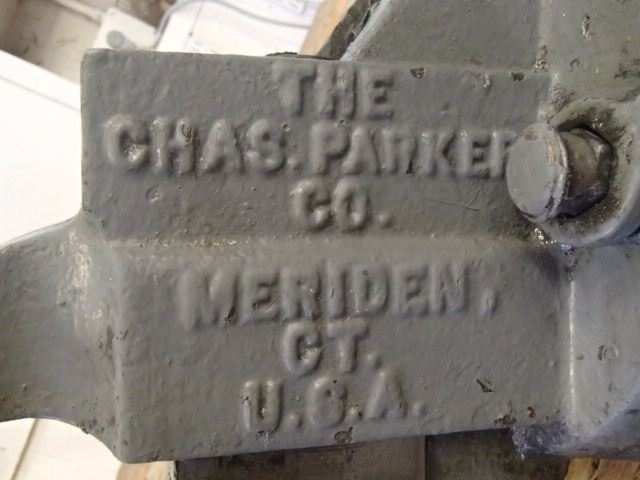 THE
CHAS. PARKER
CO.
MERIDEN,
CT.
U.S.A.